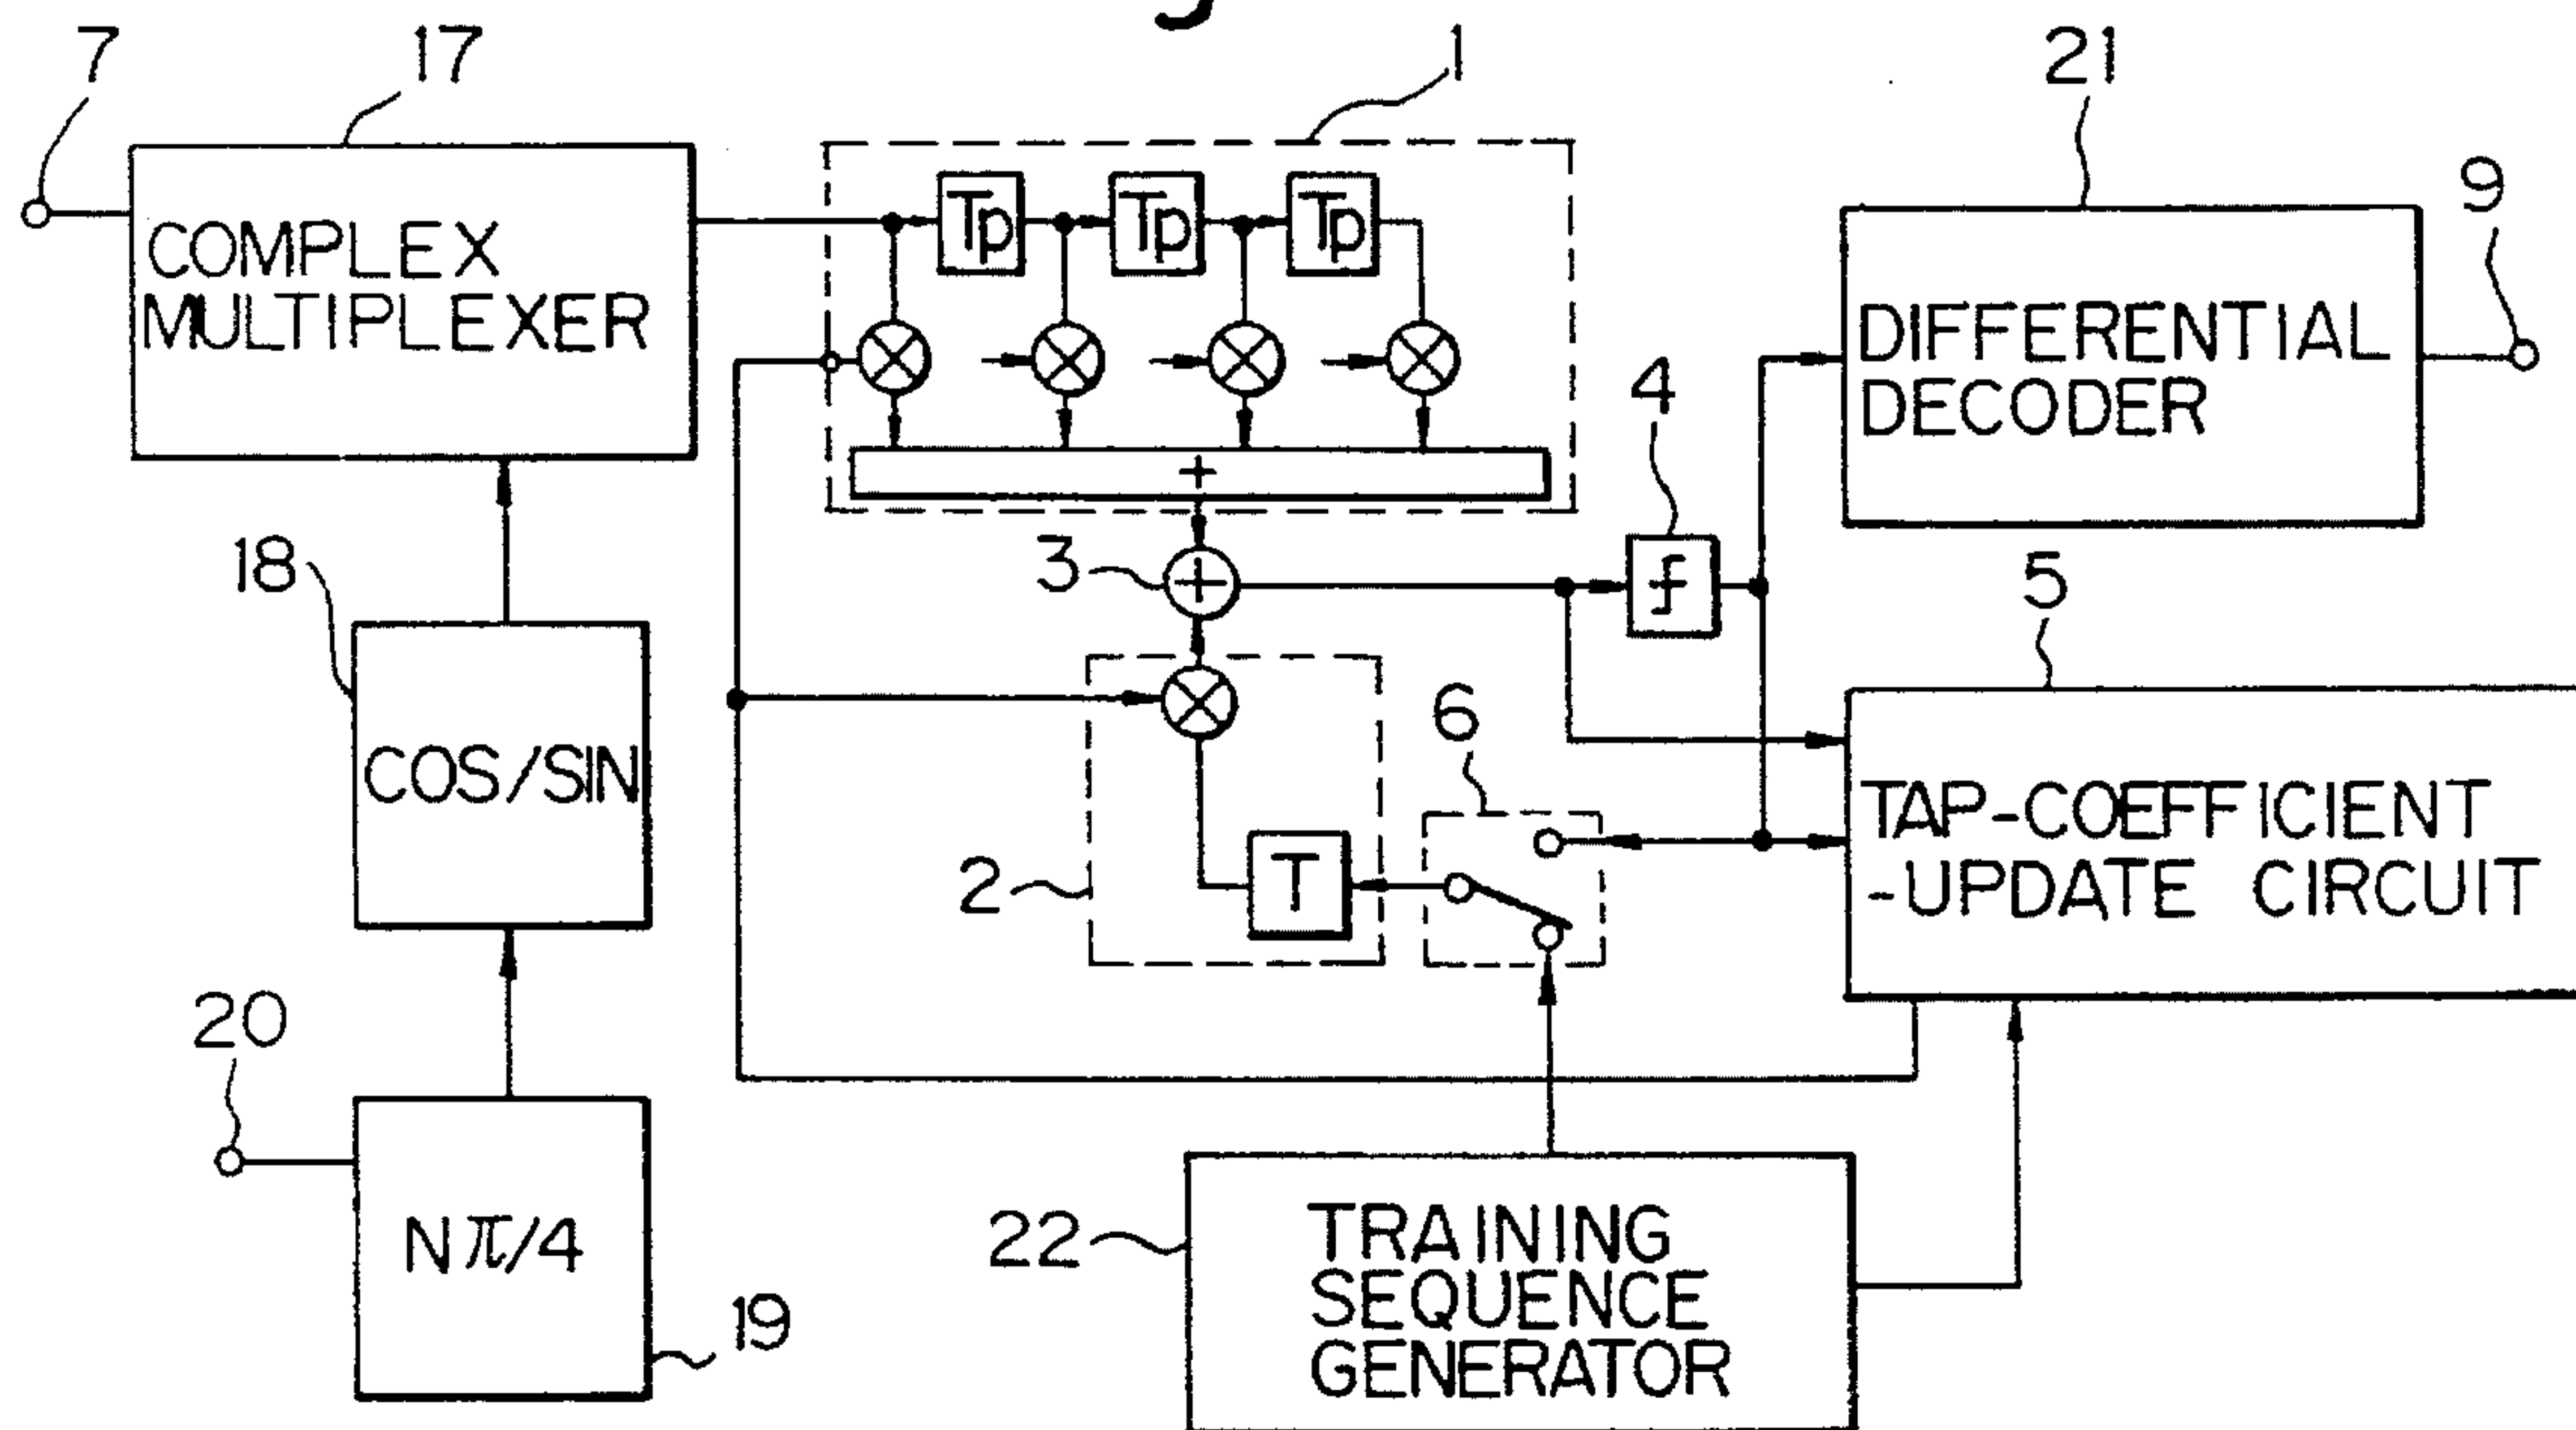 7
17
1
21
9
COMPLEX
MULTIPLEXER
Tp
Tp
Tp
+
DIFFERENTIAL
DECODER
4
3
+
18
COS/SIN
2
T
6
5
TAP-COEFFICIENT
-UPDATE CIRCUIT
20
Nπ/4
19
22
TRAINING
SEQUENCE
GENERATOR